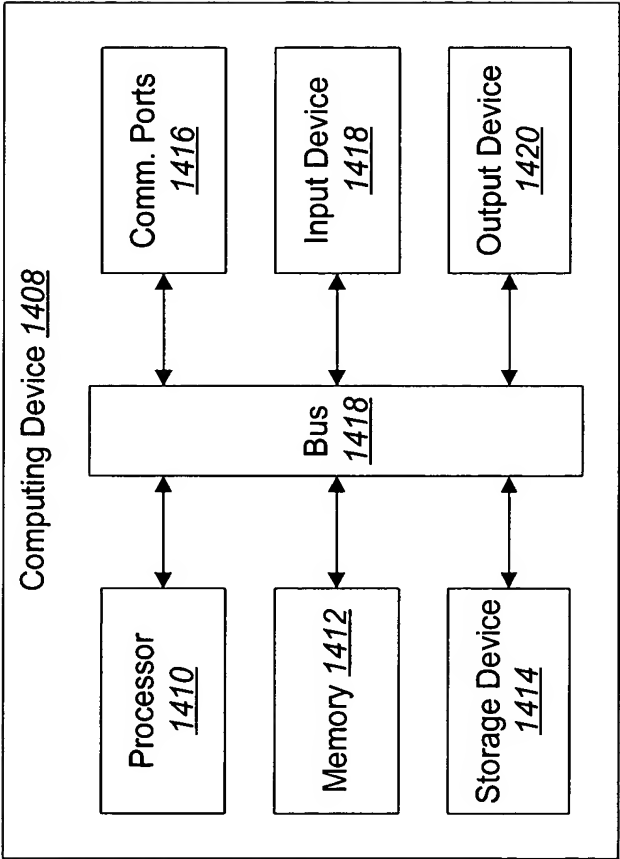 Computing Device 1408
Processor
1410
Comm. Ports
1416
Memory 1412
Bus
1418
Input Device
1418
Storage Device
1414
Output Device
1420